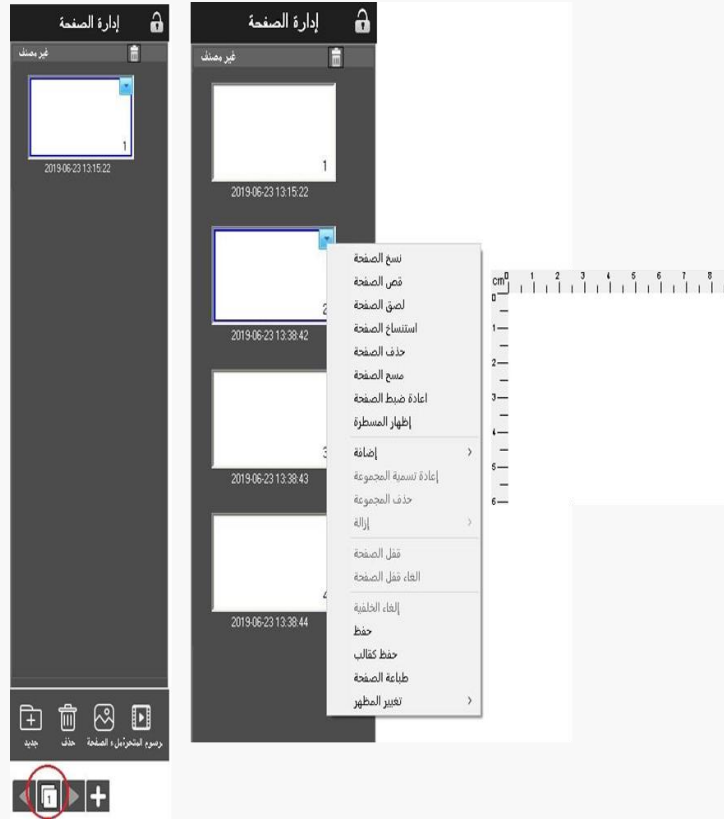 إدارة الصفحة
غير مصنف
1
2019-06-23 13:15:22
جديد
حذف
ملء الصفحة
رسوم المتحر
1
إدارة الصفحة
غير مصنف
1
2019-06-23 13:15:22
2
2019-06-23 13:38:42
3
2019-06-23 13:38:43
4
2019-06-23 13:38:44
نسخ الصفحة
قص الصفحة
لصق الصفحة
استنساخ الصفحة
حذف الصفحة
مسح الصفحة
اعادة ضبط الصفحة
إظهار المسطرة
إضافة
إعادة تسمية المجموعة
حذف المجموعة
إزالة
قفل الصفحة
الغاء قفل الصفحة
إلغاء الخلفية
حفظ
حفظ كقالب
طباعة الصفحة
تغيير المظهر
cm 0 1 2 3 4 5 6 7 8
0
1
2
3
4
5
6